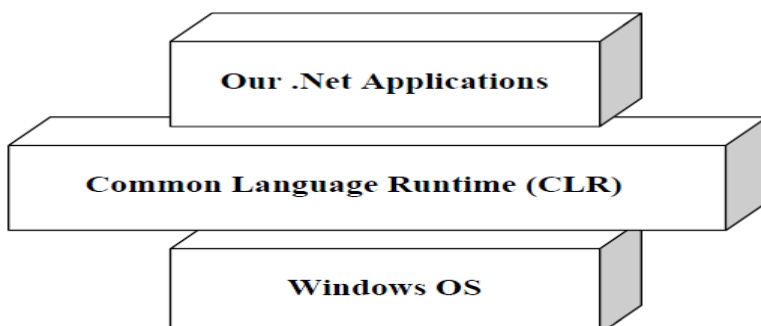 Our .Net Applications
Common Language Runtime (CLR)
Windows OS